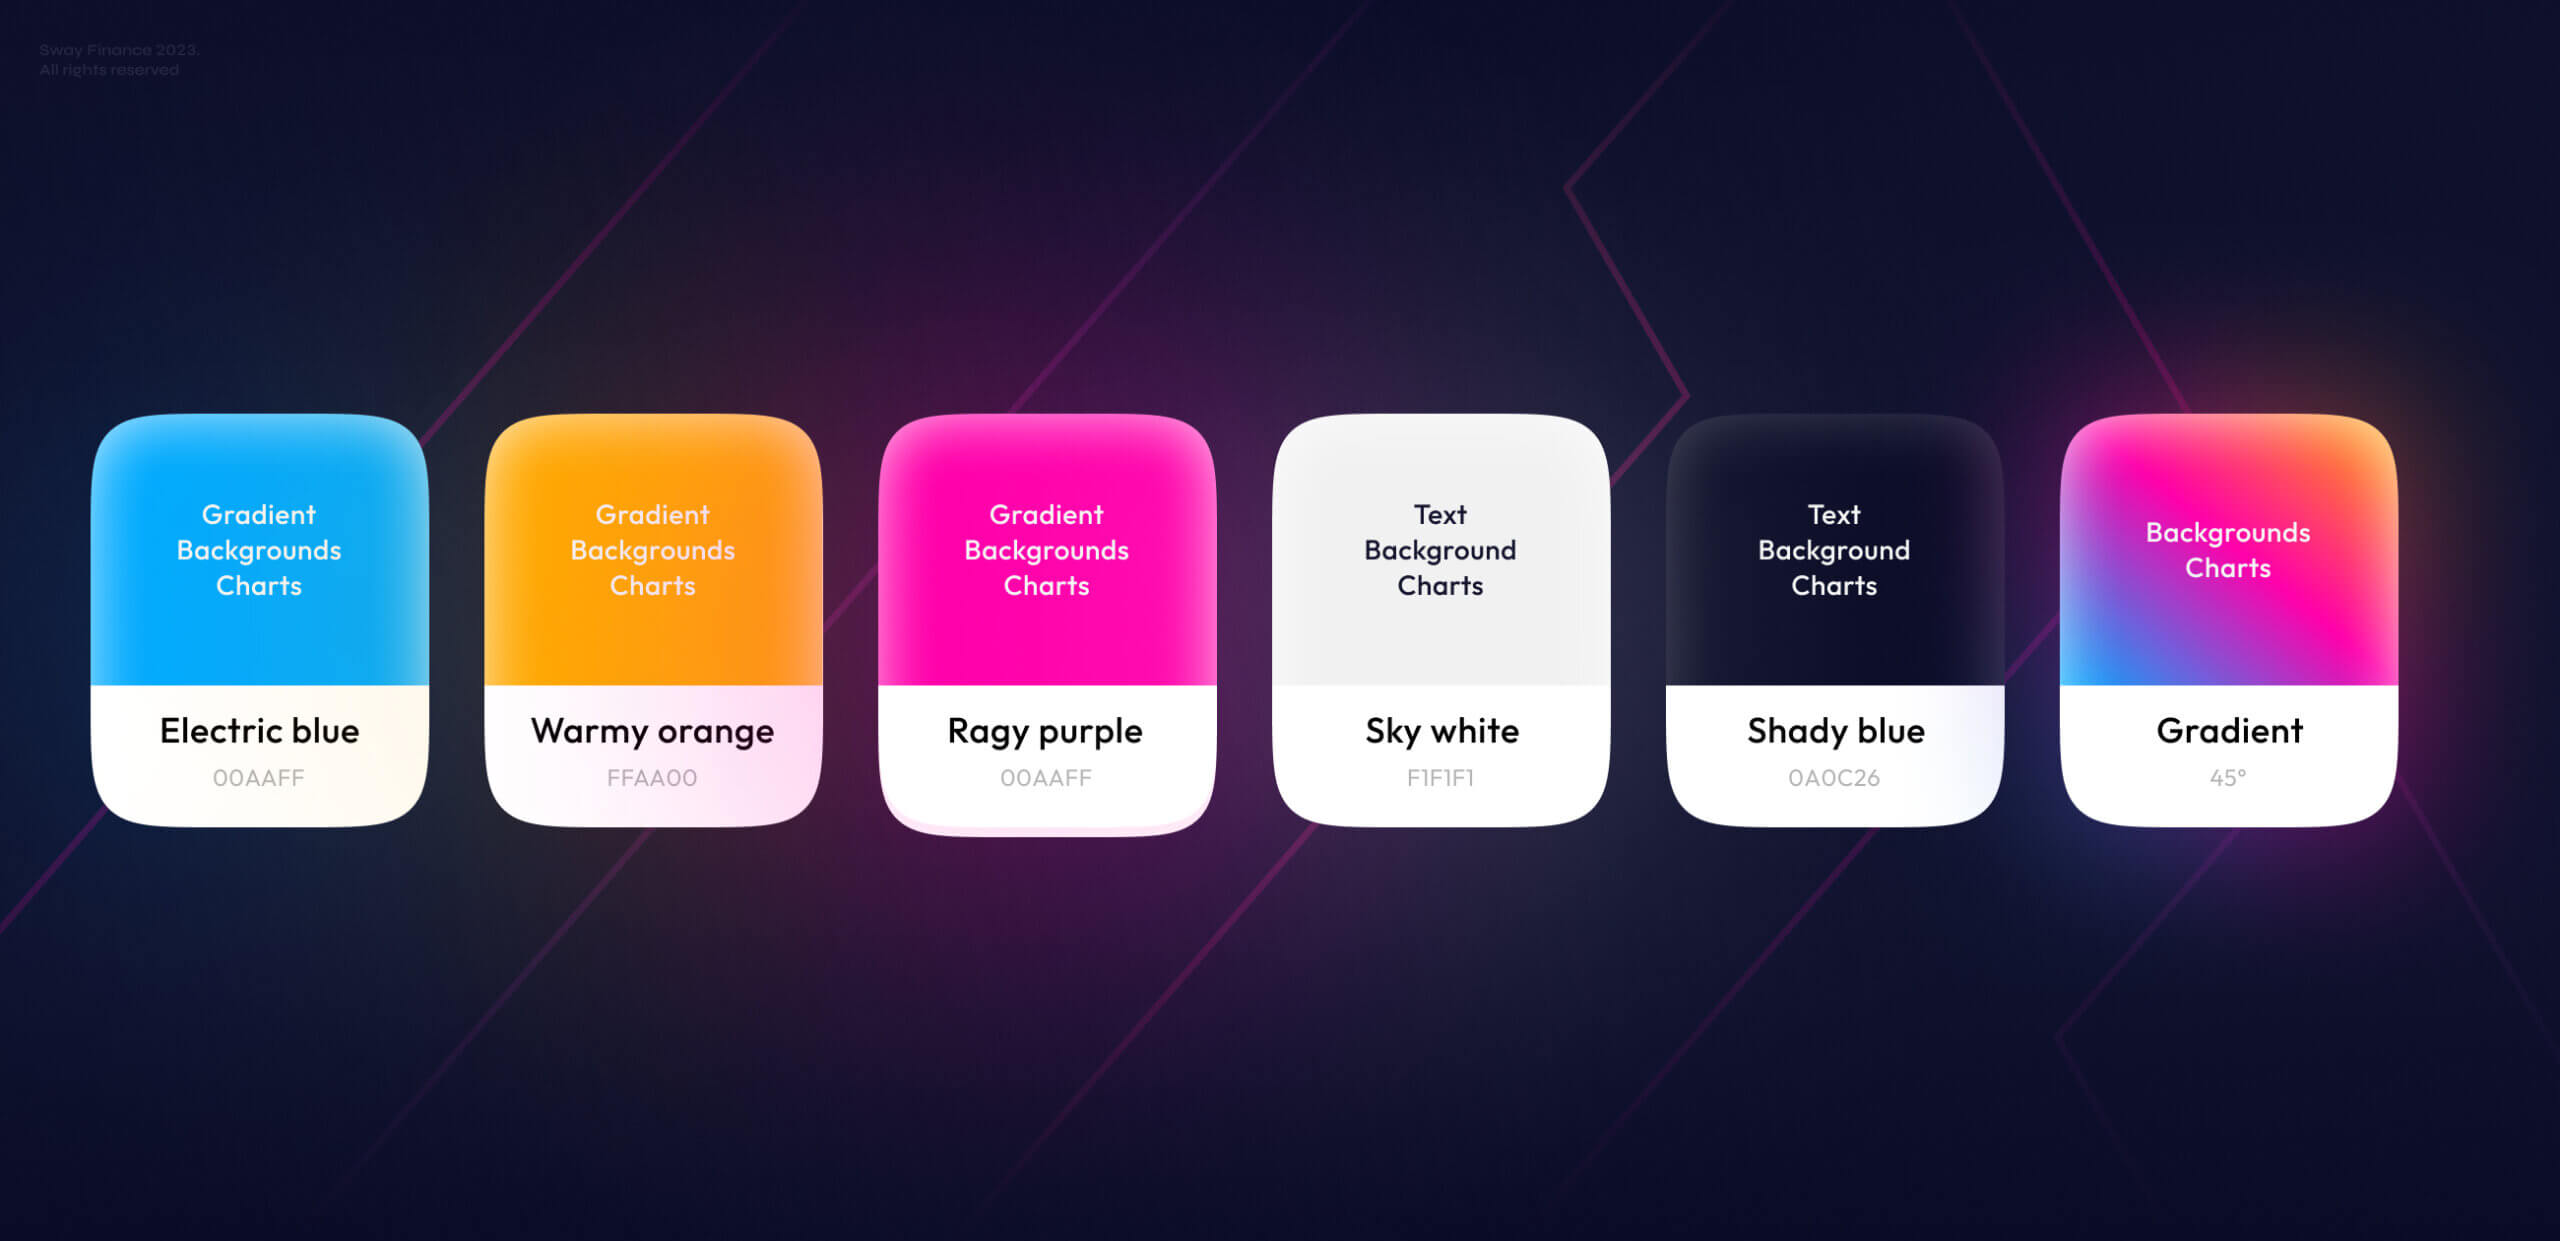 Sway Finance 2023.
All rights reserved
Gradient
Backgrounds
Charts
Electric blue
00AAFF
Gradient
Backgrounds
Charts
Warmy orange
FFAA00
Gradient
Backgrounds
Charts
Ragy purple
00AAFF
Text
Background
Charts
Sky white
F1F1F1
Text
Background
Charts
Shady blue
0A0C26
Backgrounds
Charts
Gradient
45°